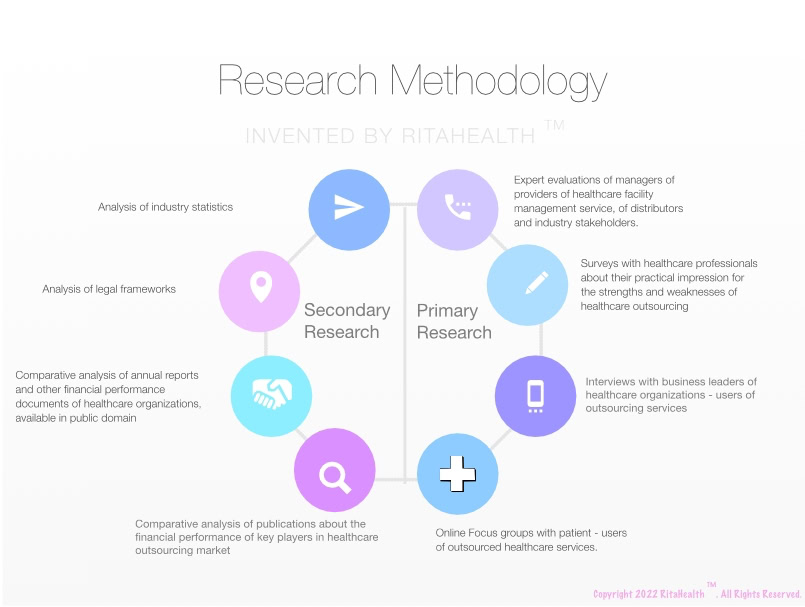 Research Methodology
INVENTED BY RITAHEALTH TM
Analysis of industry statistics
Expert evaluations of managers of
providers of healthcare facility
management service, of distributors
and industry stakeholders.
Analysis of legal frameworks
Surveys with healthcare professionals
about their practical impression for
the strengths and weaknesses of
healthcare outsourcing
Secondary
Research
Primary
Research
Comparative analysis of annual reports
and other financial performance
documents of healthcare organizations,
available in public domain
Interviews with business leaders of
healthcare organizations - users of
outsourcing services
Comparative analysis of publications about the
financial performance of key players in healthcare
outsourcing market
Online Focus groups with patient - users
of outsourced healthcare services.
Copyright 2022 RitaHealth TM. All Rights Reserved.